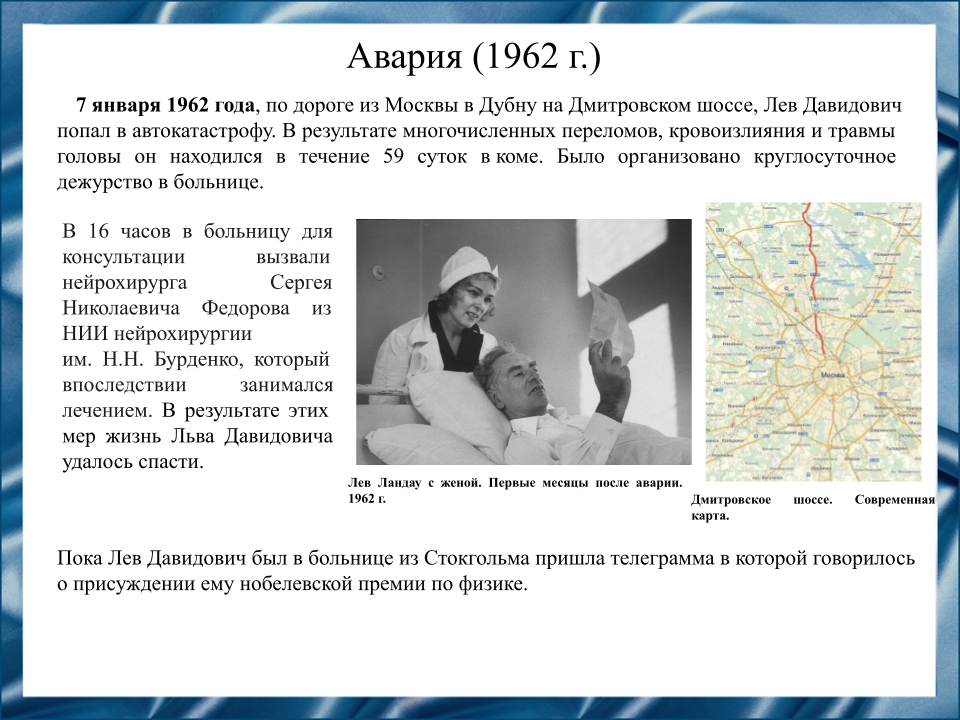 Авария (1962 г.)
7 января 1962 года, по дороге из Москвы в Дубну на Дмитровском шоссе, Лев Давидович
попал в автокатастрофу. В результате многочисленных переломов, кровоизлияния и травмы
головы он находился в течение 59 суток в коме. Было организовано круглосуточное
дежурство в больнице.
В 16 часов в больницу для
консультации вызвали
нейрохирурга Сергея
Николаевича Федорова из
НИИ нейрохирургии
им. Н.Н. Бурденко, который
впоследствии занимался
лечением. В результате этих
мер жизнь Льва Давидовича
удалось спасти.
Москва
Лев Ландау с женой. Первые месяцы после аварии.
1962 г.
Дмитровское шоссе. Современная
карта.
Пока Лев Давидович был в больнице из Стокгольма пришла телеграмма в которой говорилось
о присуждении ему нобелевской премии по физике.